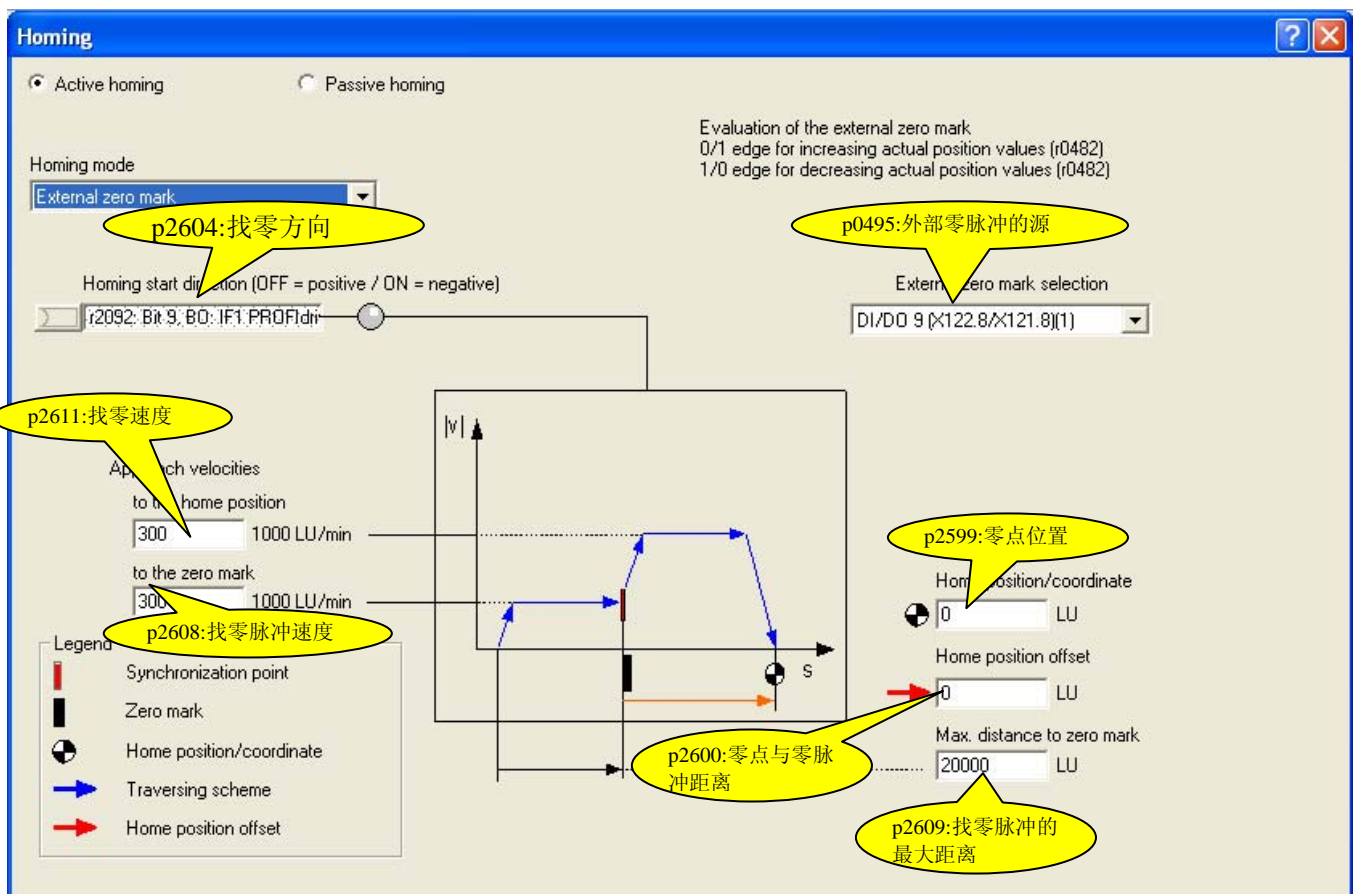 Homing
Active homing
Passive homing
Evaluation of the external zero mark
0/1 edge for increasing actual position values (r0482)
1/0 edge for decreasing actual position values (r0482)
Homing mode
External zero mark
p2604:找零方向
p0495:外部零脉冲的源
Homing start direction (OFF = positive / ON = negative)
External zero mark selection
r2092: Bit 9, BO: IF1 PROFIdri
DI/DO 9 (X122.8/X121.8)(1)
p2611:找零速度
|v|
Approach velocities
to the home position
300 1000 LU/min
to the zero mark
300 1000 LU/min
p2608:找零脉冲速度
p2599:零点位置
Home position/coordinate
0 LU
Home position offset
0 LU
Max. distance to zero mark
20000 LU
s
p2600:零点与零脉
冲距离
p2609:找零脉冲的
最大距离
Legend
Synchronization point
Zero mark
Home position/coordinate
Traversing scheme
Home position offset